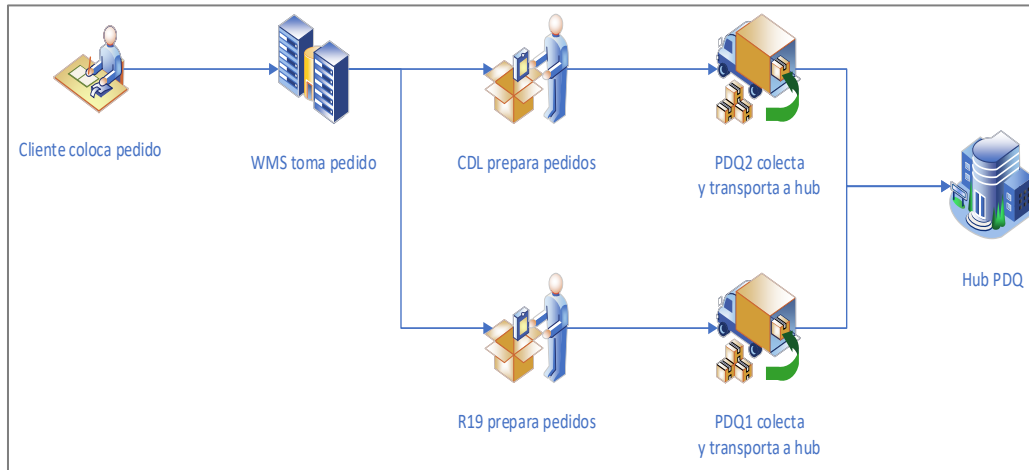 Cliente coloca pedido
WMS toma pedido
CDL prepara pedidos
PDQ2 colecta
y transporta a hub
Hub PDQ
R19 prepara pedidos
PDQ1 colecta
y transporta a hub